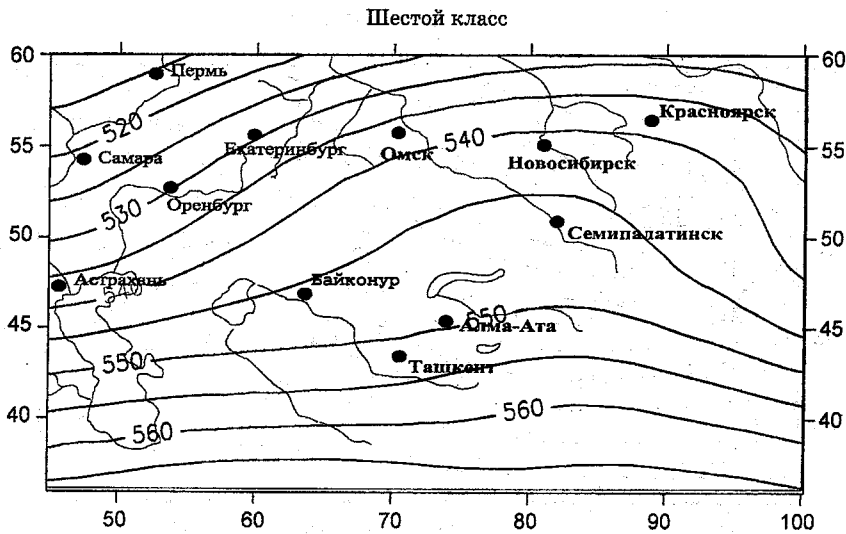 Шестой класс
60
60
Пермь
520
Красноярск
55
Самара
Екатеринбург
Омск
540
Новосибирск
55
530
Оренбург
50
Семипалатинск
50
Астрахань
540
Байконур
45
550
Алма-Ата
45
550
Ташкент
40
560
560
40
50
60
70
80
90
100